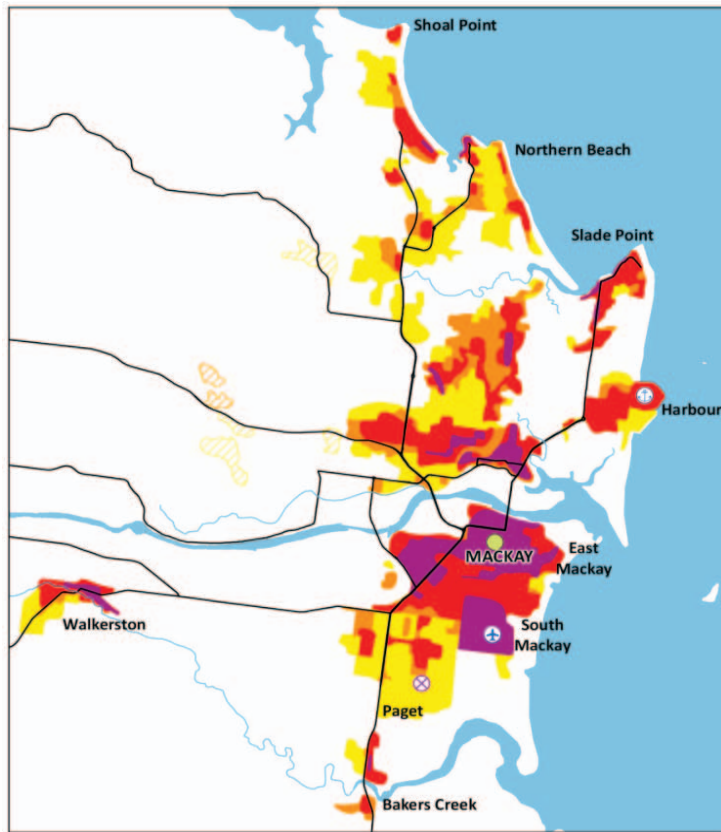 Shoal Point
Northern Beach
Slade Point
Harbour
MACKAY
East
Mackay
South
Mackay
Walkerston
Paget
Bakers Creek